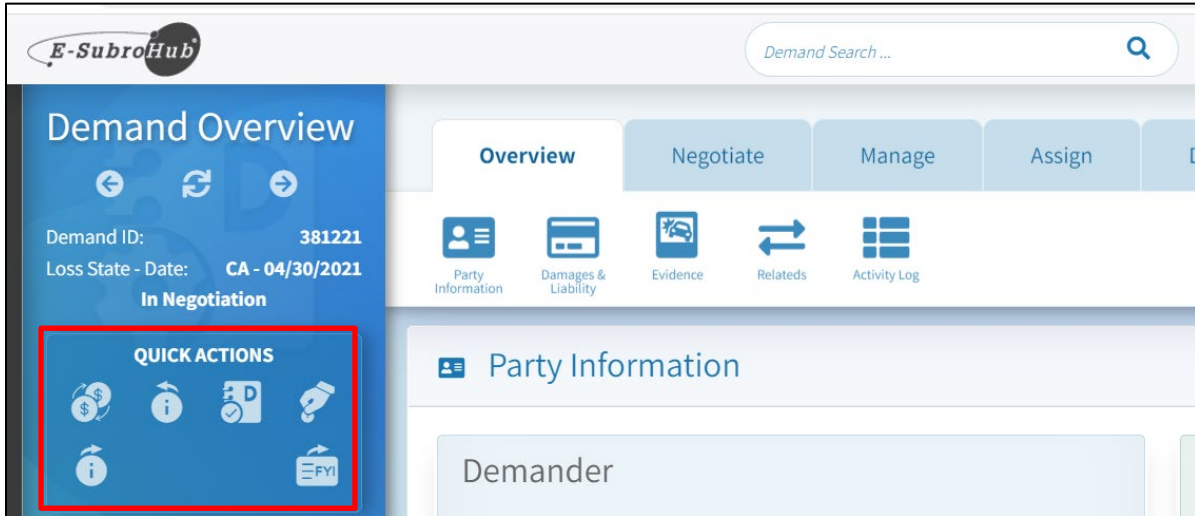 E-SubroHub
Demand Search ...
Demand Overview
Demand ID: 381221
Loss State - Date: CA - 04/30/2021
In Negotiation
QUICK ACTIONS
$
$
i
D
i
FYI
Overview
Negotiate
Manage
Assign
Party
Information
Damages &
Liability
Evidence
Relateds
Activity Log
Party Information
Demander